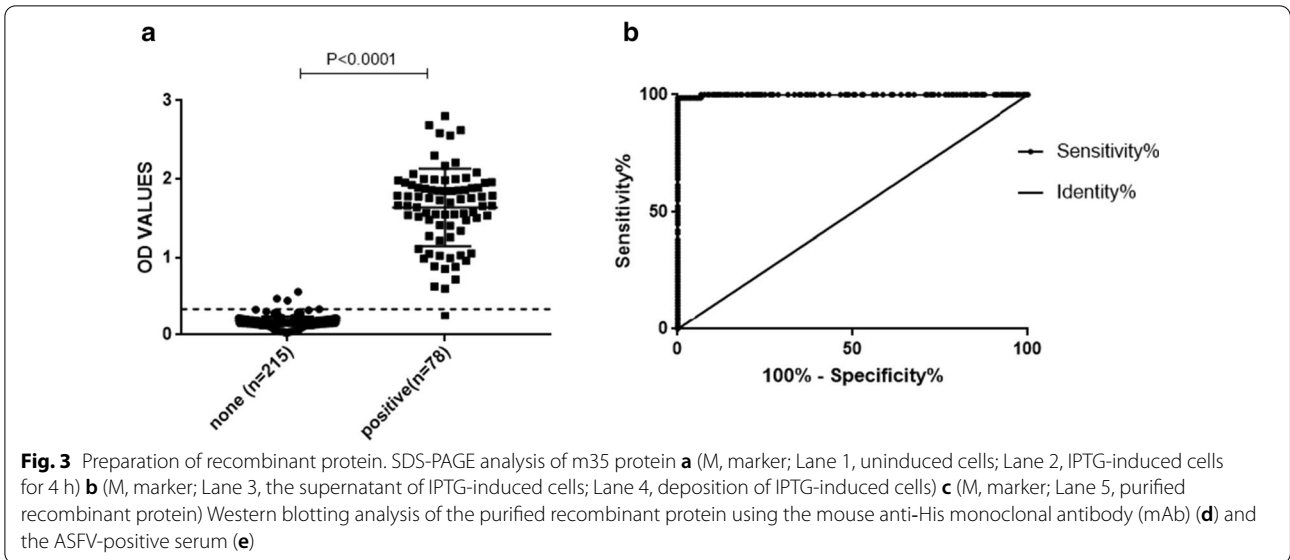 a
P<0.0001
3
2
1
0
OD VALUES
none (n=215)
positive(n=78)
b
100
50
0
Sensitivity%
0
50
100
100% - Specificity%
Sensitivity%
Identity%
Fig. 3 Preparation of recombinant protein. SDS-PAGE analysis of m35 protein a (M, marker; Lane 1, uninduced cells; Lane 2, IPTG-induced cells
for 4 h) b (M, marker; Lane 3, the supernatant of IPTG-induced cells; Lane 4, deposition of IPTG-induced cells) c (M, marker; Lane 5, purified
recombinant protein) Western blotting analysis of the purified recombinant protein using the mouse anti-His monoclonal antibody (mAb) (d) and
the ASFV-positive serum (e)